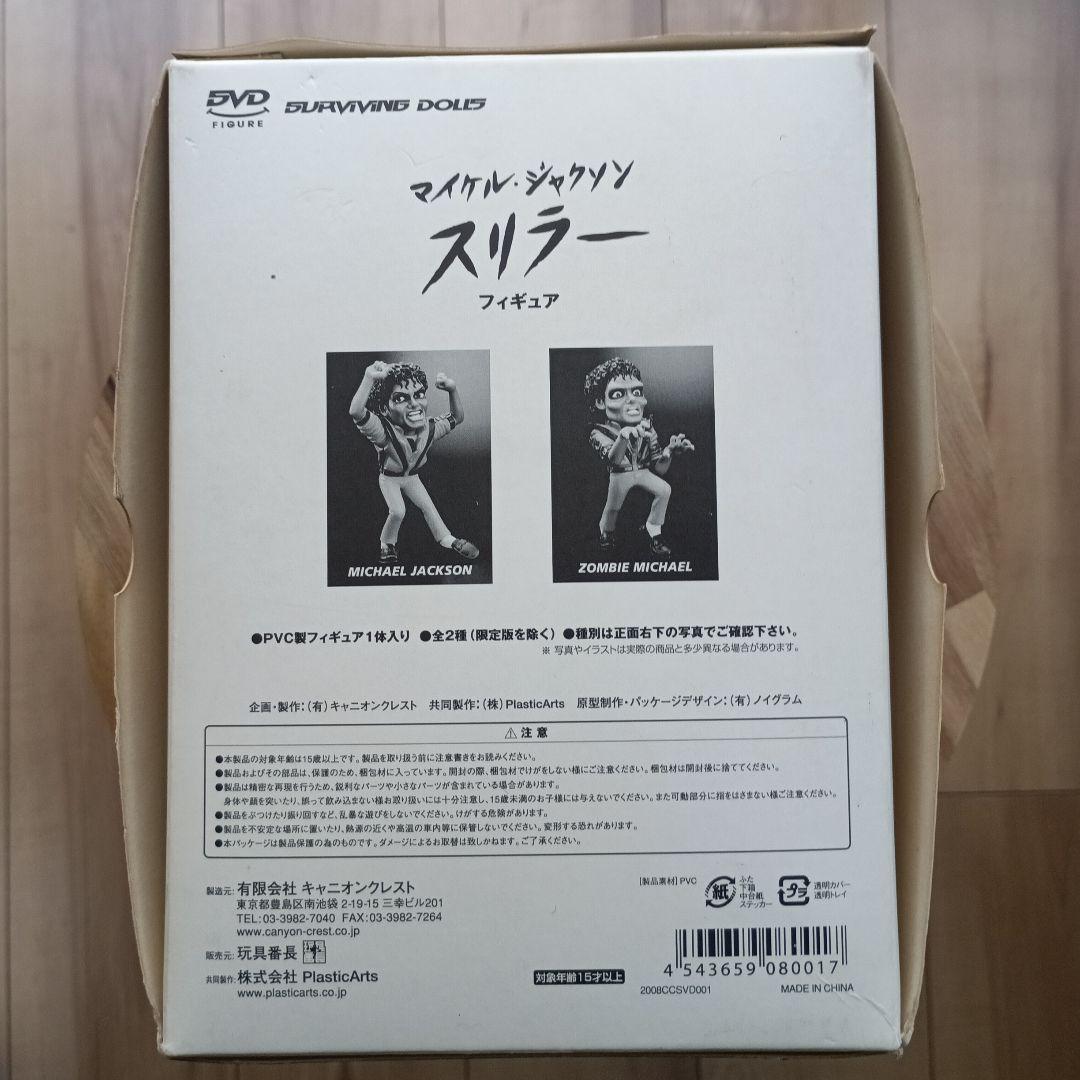 SVD
FIGURE
SURVIVING DOLLS
マイケル・ジャクソン
スリラー
フィギュア
MICHAEL JACKSON
ZOMBIE MICHAEL
●PVC製フィギュア1体入り ●全2種(限定版を除く) ●種別は正面右下の写真でご確認下さい。
※ 写真やイラストは実際の商品と多少異なる場合があります。
企画・製作:(有)キャニオンクレスト 共同製作:(株)PlasticArts 原型制作・パッケージデザイン:(有)ノイグラム
⚠注意
●本製品の対象年齢は15歳以上です。製品を取り扱う前に注意書きをお読みください。
●製品およびその部品は、保護のため、梱包材に入っています。開封の際、梱包材でけがをしない様にご注意ください。梱包材は開封後に捨ててください。
●製品は精密な再現を行うため、鋭利なパーツや小さなパーツが含まれている場合があります。
身体や顔を突いたり、誤って飲み込まない様お取り扱いには十分注意し、15歳未満のお子様には与えないでください。また可動部分に指をはさまない様ご注意ください。
●製品をぶつけたり振り回すなど、乱暴な遊びをしないでください。けがする危険があります。
●製品を不安定な場所に置いたり、熱源の近くや高温の車内等に保管しないでください。変形する恐れがあります。
●本パッケージは製品保護の為のものです。ダメージによるお取替は致しかねます。ご了承ください。
製造元:有限会社 キャニオンクレスト
東京都豊島区南池袋 2-19-15 三幸ビル201
TEL:03-3982-7040 FAX:03-3982-7264
www.canyon-crest.co.jp
販売元:玩具番長
共同製作:株式会社 PlasticArts
www.plasticarts.co.jp
対象年齢15才以上
[製品素材] PVC
紙
ふた
下箱
中台紙
ステッカー
プラ
透明カバー
透明トレイ
4 543659 080017
2008CCSVD001 MADE IN CHINA